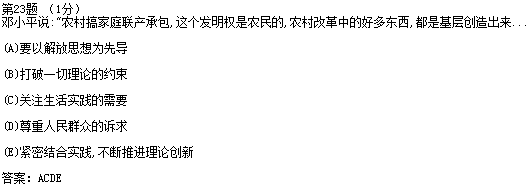 第23题 （1分）
邓小平说:“农村搞家庭联产承包,这个发明权是农民的,农村改革中的好多东西,都是基层创造出来...
(A)要以解放思想为先导
(B)打破一切理论的约束
(C)关注生活实践的需要
(D)尊重人民群众的诉求
(E)紧密结合实践,不断推进理论创新
答案: ACDE